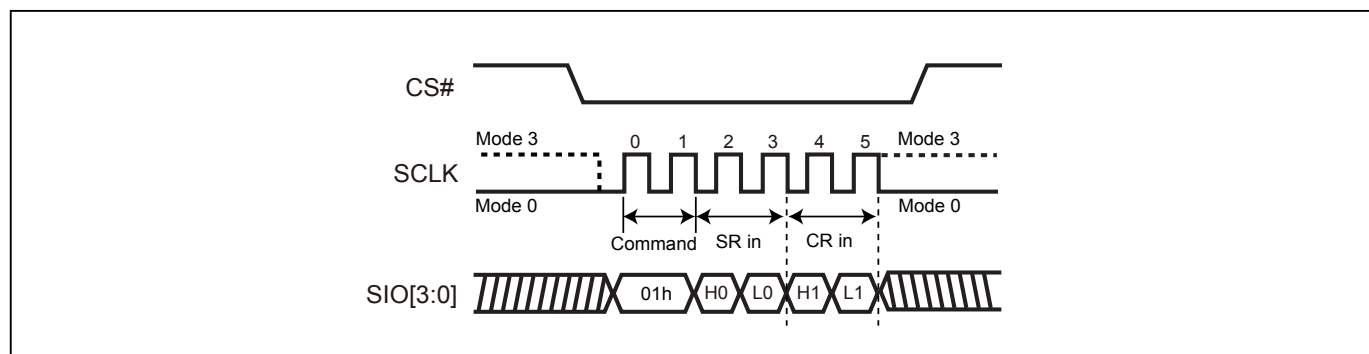 CS#
Mode 3
0 1 2 3 4 5
Mode 3
SCLK
Mode 0
Mode 0
Command
SR in
CR in
SIO[3:0]
01h
H0
L0
H1
L1